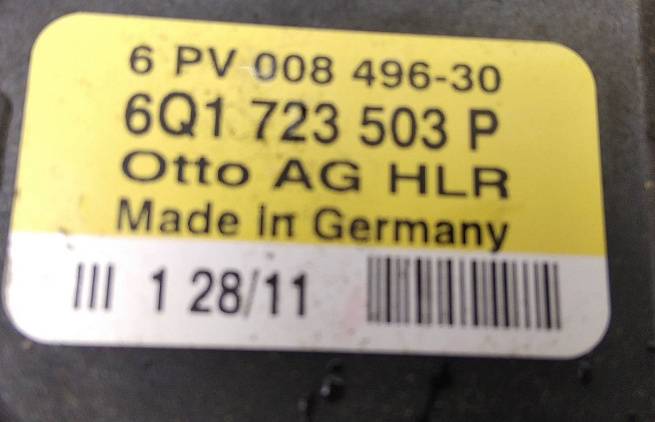 6 PV 008 496-30
6Q1 723 503 P
Otto AG HLR
Made in Germany
III 1 28/11